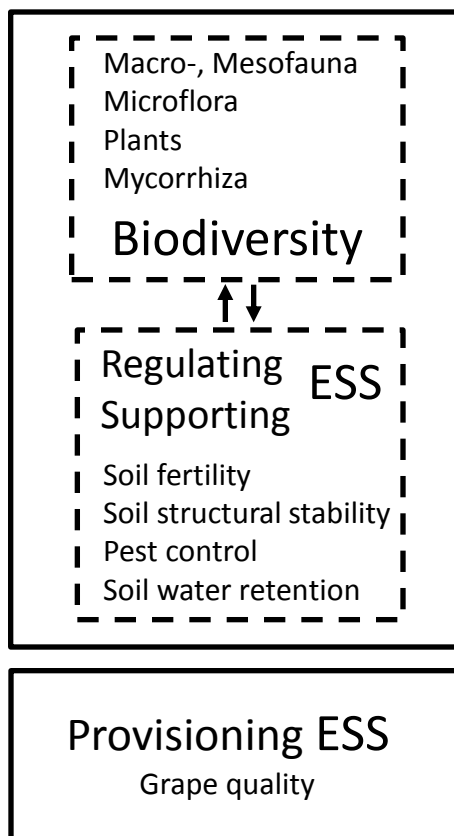 Macro-, Mesofauna
Microflora
Plants
Mycorrhiza
Biodiversity
Regulating
Supporting
ESS
Soil fertility
Soil structural stability
Pest control
Soil water retention
Provisioning ESS
Grape quality